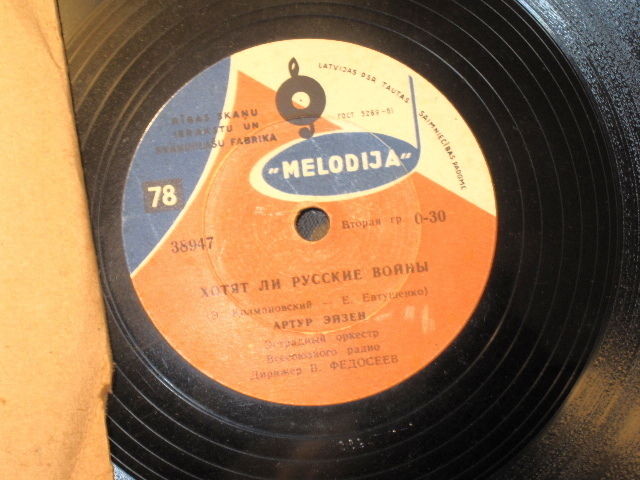 RĪGAS SKAŅU
IERAKSTU UN
SKAŅUPLAŠU FABRIKA
LATVIJAS PSR TAUTAS SAIMNIECĪBAS PADOME
ГОСТ 5289-61
"MELODIJA"
78
38947
Вторая гр. 0-30
ХОТЯТ ЛИ РУССКИЕ ВОЙНЫ
(Э. Колмановский — Е. Евтушенко)
АРТУР ЭЙЗЕН
Эстрадный оркестр
Всесоюзного радио
Дирижер В. ФЕДОСЕЕВ